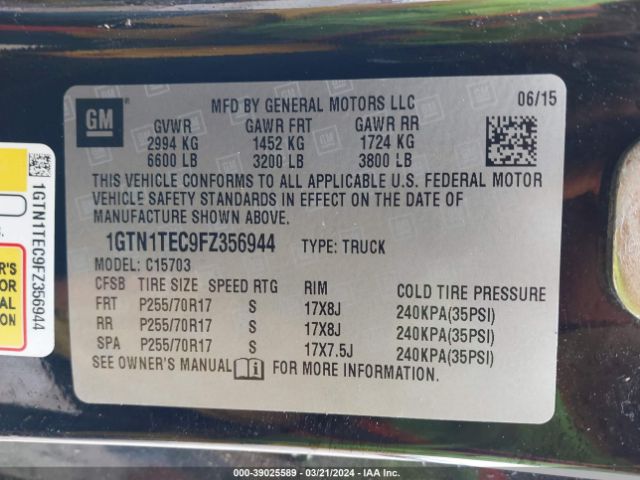 GM
MFD BY GENERAL MOTORS LLC 06/15
GVWR GAWR FRT GAWR RR
2994 KG 1452 KG 1724 KG
6600 LB 3200 LB 3800 LB
THIS VEHICLE CONFORMS TO ALL APPLICABLE U.S. FEDERAL MOTOR
VEHICLE SAFETY STANDARDS IN EFFECT ON THE DATE OF
MANUFACTURE SHOWN ABOVE.
1GTN1TEC9FZ356944 TYPE: TRUCK
MODEL: C15703
CFSB TIRE SIZE SPEED RTG RIM COLD TIRE PRESSURE
FRT P255/70R17 S 17X8J 240KPA(35PSI)
RR P255/70R17 S 17X8J 240KPA(35PSI)
SPA P255/70R17 S 17X7.5J 240KPA(35PSI)
SEE OWNER'S MANUAL FOR MORE INFORMATION.
1GTN1TEC9FZ356944
000-39025589 - 03/21/2024 - IAA Inc.